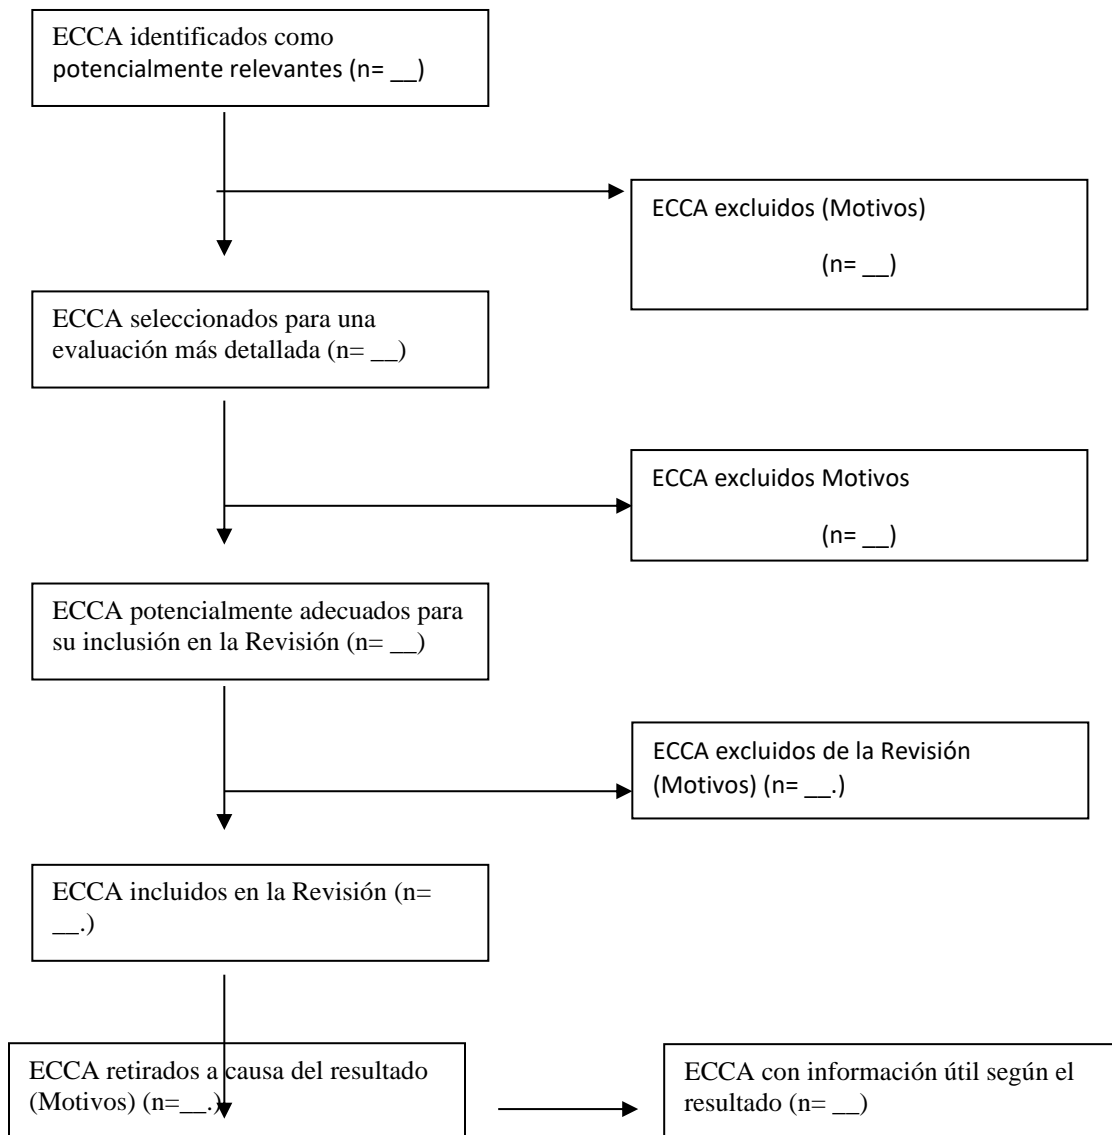 ECCA identificados como
potencialmente relevantes (n= __)
ECCA excluidos (Motivos)
(n= __)
ECCA seleccionados para una
evaluación más detallada (n= __)
ECCA excluidos Motivos
(n= __)
ECCA potencialmente adecuados para
su inclusión en la Revisión (n= __)
ECCA excluidos de la Revisión
(Motivos) (n= __.)
ECCA incluidos en la Revisión (n=
__.)
ECCA retirados a causa del resultado
(Motivos) (n=__.)
ECCA con información útil según el
resultado (n= __)